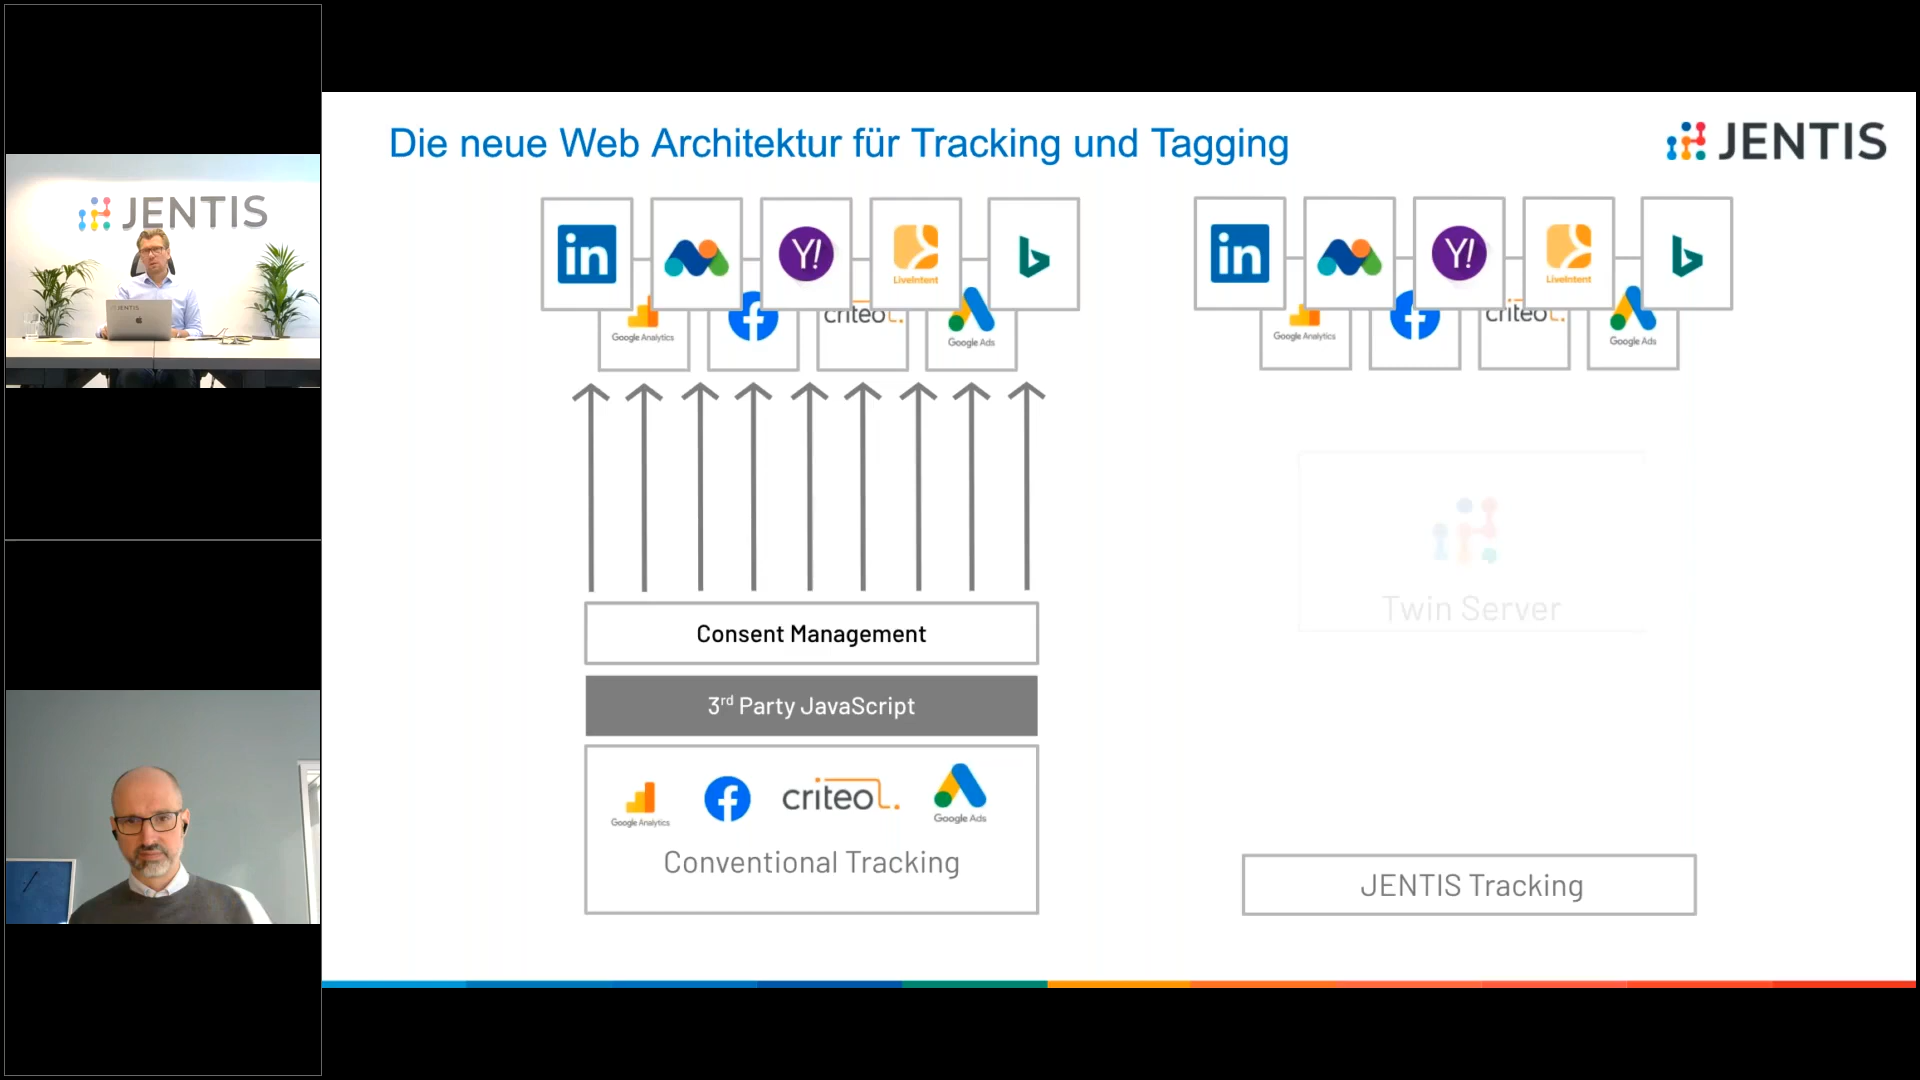 JENTIS
JENTIS
Die neue Web Architektur für Tracking und Tagging
JENTIS
in
Y!
LiveIntent
b
Google Analytics
f
criteo
Google Ads
Consent Management
3rd Party JavaScript
Google Analytics
f
criteo
Google Ads
Conventional Tracking
in
Y!
LiveIntent
b
Google Analytics
f
criteo
Google Ads
Twin Server
JENTIS Tracking